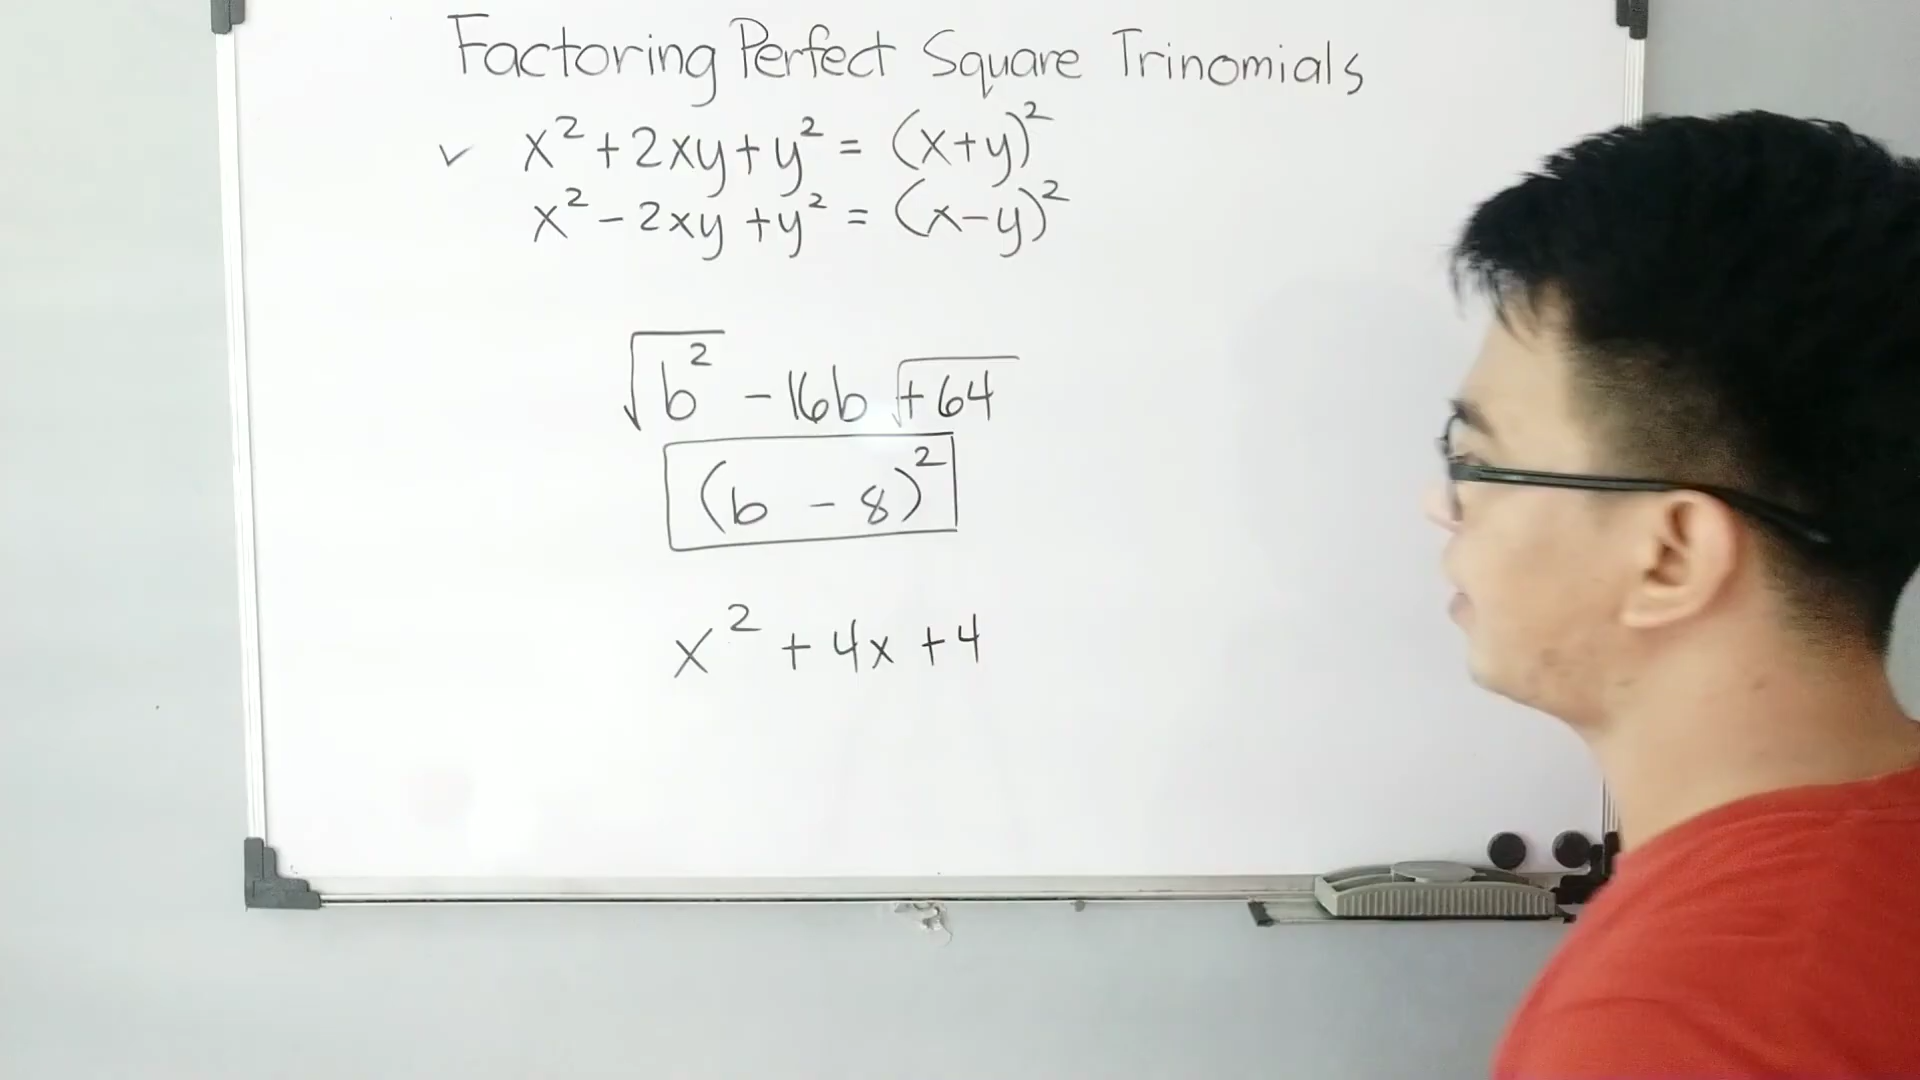 Factoring Perfect Square Trinomials
✓ x² + 2xy + y² = (x+y)²
x² - 2xy + y² = (x-y)²
√b² - 16b √+64
(b - 8)²
x² + 4x + 4